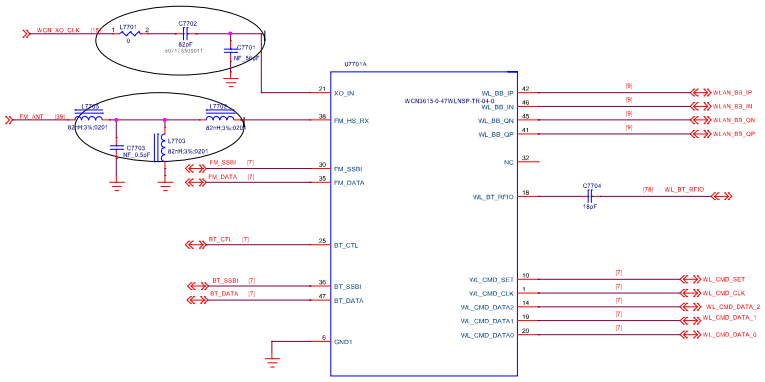 WCN_XO_CLK [15] 1 L7701 2
0
C7702
82pF
C7701
NF_56pF
U7701A
WCN3615-0-47WLNSP-TR-04-0
FM_ANT [39]
82nH;3%;0201
C7703
NF_0.5pF
L7703
82nH;3%;0201
L7702
82nH;3%;0201
21 XO_IN
38 FM_HS_RX
FM_SSBI [7] 30 FM_SSBI
FM_DATA [7] 35 FM_DATA
BT_CTL [7] 25 BT_CTL
BT_SSBI [7] 36 BT_SSBI
BT_DATA [7] 47 BT_DATA
6 GND1
WL_BB_IP 42 [9] WLAN_BB_IP
WL_BB_IN 46 [9] WLAN_BB_IN
WL_BB_QN 45 [9] WLAN_BB_QN
WL_BB_QP 41 [9] WLAN_BB_QP
NC 32
WL_BT_RFIO 18 C7704 [78] WL_BT_RFIO
18pF
WL_CMD_SET 10 [7] WL_CMD_SET
WL_CMD_CLK 1 [7] WL_CMD_CLK
WL_CMD_DATA2 14 [7] WL_CMD_DATA_2
WL_CMD_DATA1 19 [7] WL_CMD_DATA_1
WL_CMD_DATA0 20 [7] WL_CMD_DATA_0